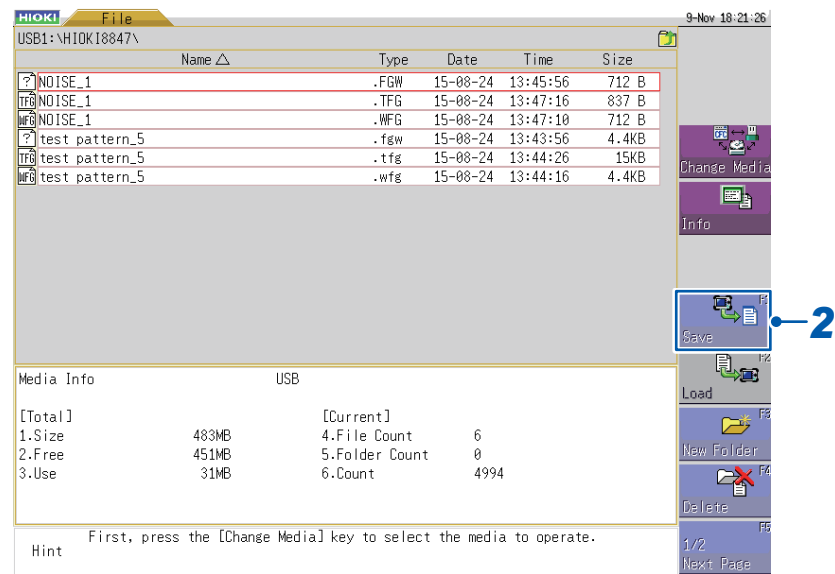 HIOKI File 9-Nov 18:21:26
USB1:\HIOKI8847\
Name Type Date Time Size
? NOISE_1 .FGW 15-08-24 13:45:56 712 B
TFG NOISE_1 .TFG 15-08-24 13:47:16 837 B
WFG NOISE_1 .WFG 15-08-24 13:47:10 712 B
? test pattern_5 .fgw 15-08-24 13:43:56 4.4KB
TFG test pattern_5 .tfg 15-08-24 13:44:26 15KB
WFG test pattern_5 .wfg 15-08-24 13:44:16 4.4KB
CFC
Change Media
Info
F1
Save
2
F2
Load
F3
New Folder
F4
Delete
F5
1/2
Next Page
Media Info USB
[Total] [Current]
1.Size 483MB 4.File Count 6
2.Free 451MB 5.Folder Count 0
3.Use 31MB 6.Count 4994
First, press the [Change Media] key to select the media to operate.
Hint